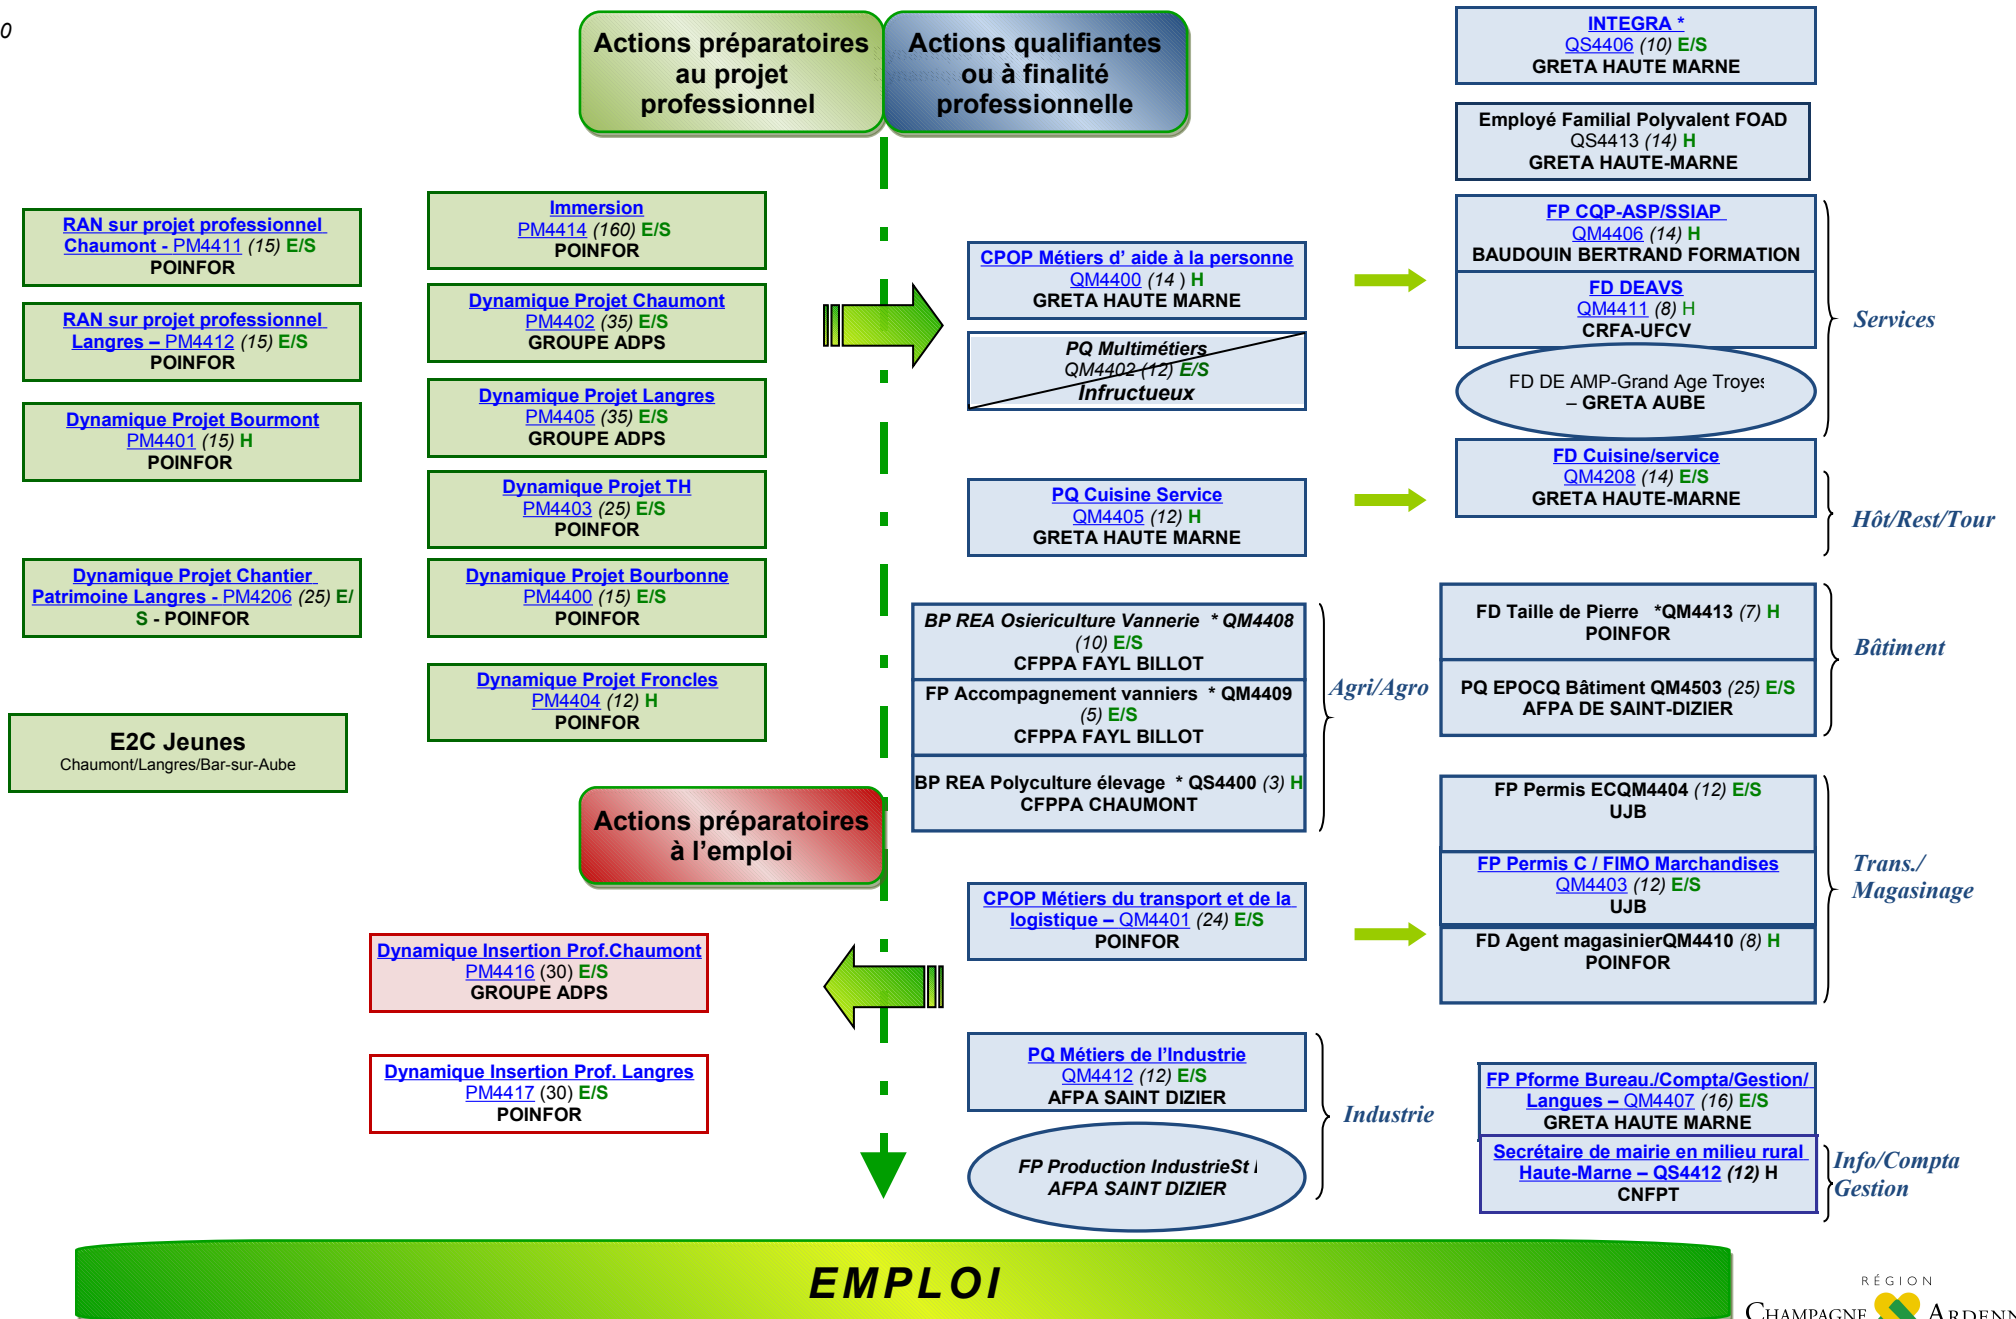 0
Actions préparatoires
au projet
professionnel
Actions qualifiantes
ou à finalité
professionnelle
INTEGRA *
QS4406 (10) E/S
GRETA HAUTE MARNE
Employé Familial Polyvalent FOAD
QS4413 (14) H
GRETA HAUTE-MARNE
RAN sur projet professionnel
Chaumont - PM4411 (15) E/S
POINFOR
RAN sur projet professionnel
Langres – PM4412 (15) E/S
POINFOR
Dynamique Projet Bourmont
PM4401 (15) H
POINFOR
Dynamique Projet Chantier
Patrimoine Langres - PM4206 (25) E/
S - POINFOR
E2C Jeunes
Chaumont/Langres/Bar-sur-Aube
Immersion
PM4414 (160) E/S
POINFOR
Dynamique Projet Chaumont
PM4402 (35) E/S
GROUPE ADPS
Dynamique Projet Langres
PM4405 (35) E/S
GROUPE ADPS
Dynamique Projet TH
PM4403 (25) E/S
POINFOR
Dynamique Projet Bourbonne
PM4400 (15) E/S
POINFOR
Dynamique Projet Froncles
PM4404 (12) H
POINFOR
Actions préparatoires
à l’emploi
Dynamique Insertion Prof.Chaumont
PM4416 (30) E/S
GROUPE ADPS
Dynamique Insertion Prof. Langres
PM4417 (30) E/S
POINFOR
CPOP Métiers d’ aide à la personne
QM4400 (14 ) H
GRETA HAUTE MARNE
PQ Multimétiers
QM4402 (12) E/S
Infructueux
PQ Cuisine Service
QM4405 (12) H
GRETA HAUTE MARNE
BP REA Osiericulture Vannerie * QM4408
(10) E/S
CFPPA FAYL BILLOT
FP Accompagnement vanniers * QM4409
(5) E/S
CFPPA FAYL BILLOT
BP REA Polyculture élevage * QS4400 (3) H
CFPPA CHAUMONT
Agri/Agro
CPOP Métiers du transport et de la
logistique – QM4401 (24) E/S
POINFOR
PQ Métiers de l’Industrie
QM4412 (12) E/S
AFPA SAINT DIZIER
FP Production IndustrieSt
AFPA SAINT DIZIER
Industrie
FP CQP-ASP/SSIAP
QM4406 (14) H
BAUDOUIN BERTRAND FORMATION
FD DEAVS
QM4411 (8) H
CRFA-UFCV
FD DE AMP-Grand Age Troyes
– GRETA AUBE
Services
FD Cuisine/service
QM4208 (14) E/S
GRETA HAUTE-MARNE
Hôt/Rest/Tour
FD Taille de Pierre *QM4413 (7) H
POINFOR
PQ EPOCQ Bâtiment QM4503 (25) E/S
AFPA DE SAINT-DIZIER
Bâtiment
FP Permis ECQM4404 (12) E/S
UJB
FP Permis C / FIMO Marchandises
QM4403 (12) E/S
UJB
FD Agent magasinierQM4410 (8) H
POINFOR
Trans./
Magasinage
FP Pforme Bureau./Compta/Gestion/
Langues – QM4407 (16) E/S
GRETA HAUTE MARNE
Secrétaire de mairie en milieu rural
Haute-Marne – QS4412 (12) H
CNFPT
Info/Compta
Gestion
EMPLOI
RÉGION
CHAMPAGNE ARDENN